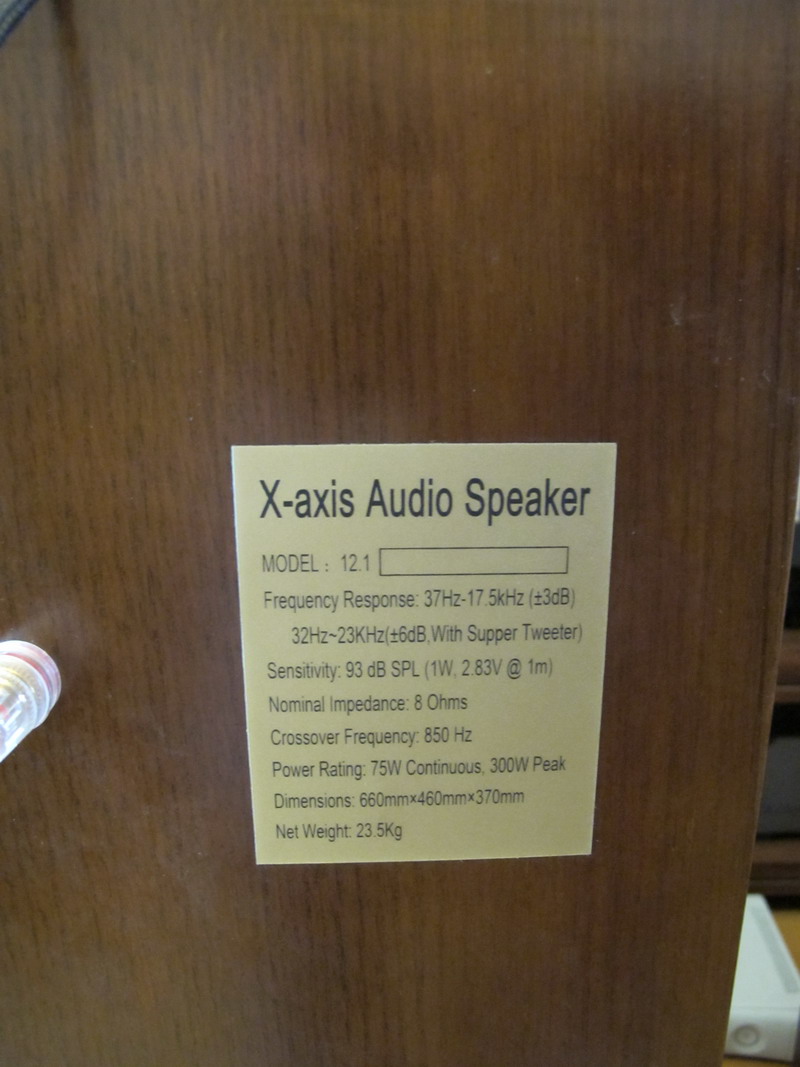 X-axis Audio Speaker
MODEL : 12.1
Frequency Response: 37Hz-17.5kHz (±3dB)
32Hz~23KHz(±6dB,With Supper Tweeter)
Sensitivity: 93 dB SPL (1W, 2.83V @ 1m)
Nominal Impedance: 8 Ohms
Crossover Frequency: 850 Hz
Power Rating: 75W Continuous, 300W Peak
Dimensions: 660mm×460mm×370mm
Net Weight: 23.5Kg